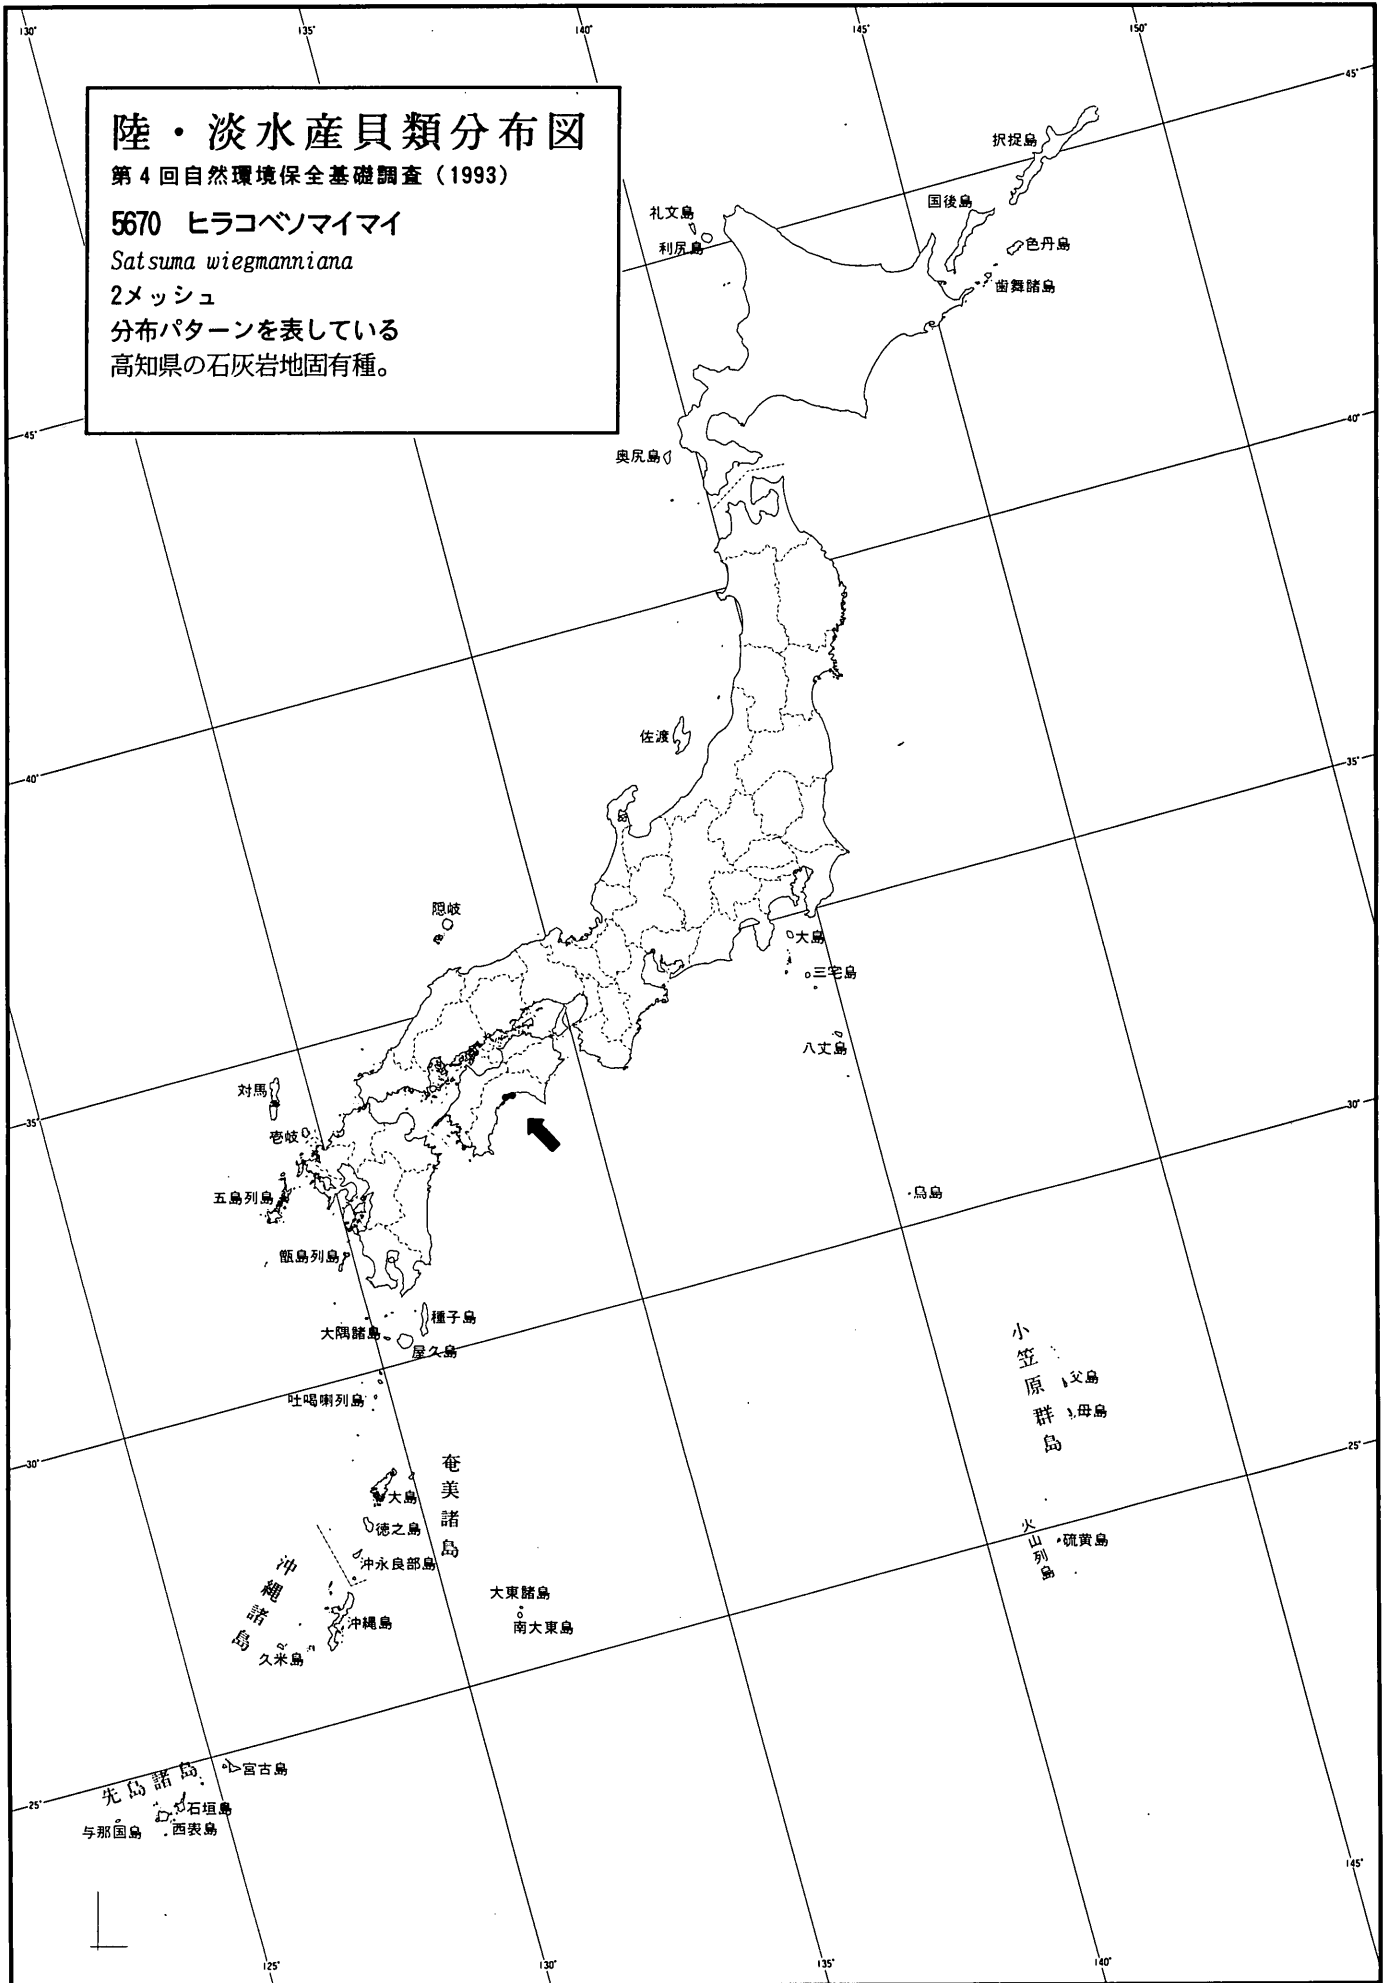 130°
135°
140°
145°
150°
陸・淡水産貝類分布図
第4回自然環境保全基礎調査（1993）
5670 ヒラコベソマイマイ
Satsuma wiegmanniana
2メッシュ
分布パターンを表している
高知県の石灰岩地固有種。
45°
択捉島
国後島
礼文島
利尻島
色丹島
歯舞諸島
40°
45°
奥尻島
佐渡
35°
40°
隠岐
大島
三宅島
八丈島
対馬
30°
35°
壱岐
五島列島
鳥島
甑島列島
種子島
大隅諸島
屋久島
小笠原群島
父島
吐噶喇列島
母島
25°
30°
奄美諸島
大島
徳之島
火山列島
硫黄島
沖永良部島
沖縄諸島
大東諸島
沖縄島
南大東島
久米島
宮古島
先島諸島
25°
石垣島
与那国島
西表島
145°
125°
130°
135°
140°